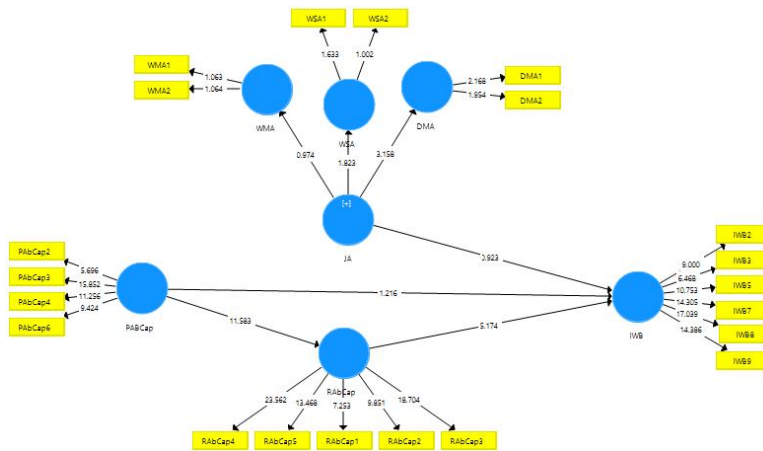 WSA1 WSA2
1.633 1.002
WMA1
WMA2
1.063
1.064
WMA
WSA
DMA
2.168
1.954
DMA1
DMA2
0.974
1.823
3.158
[+]
JA
0.923
PAbCap2
PAbCap3
PAbCap4
PAbCap6
5.696
15.852
11.256
9.424
PABCap
1.216
11.583
5.174
RAbCap
IWB
9.000
6.468
10.753
14.305
17.039
14.386
IWB2
IWB3
IWB5
IWB7
IWB8
IWB9
23.562
13.468
7.253
9.851
18.704
RAbCap4 RAbCap5 RAbCap1 RAbCap2 RAbCap3